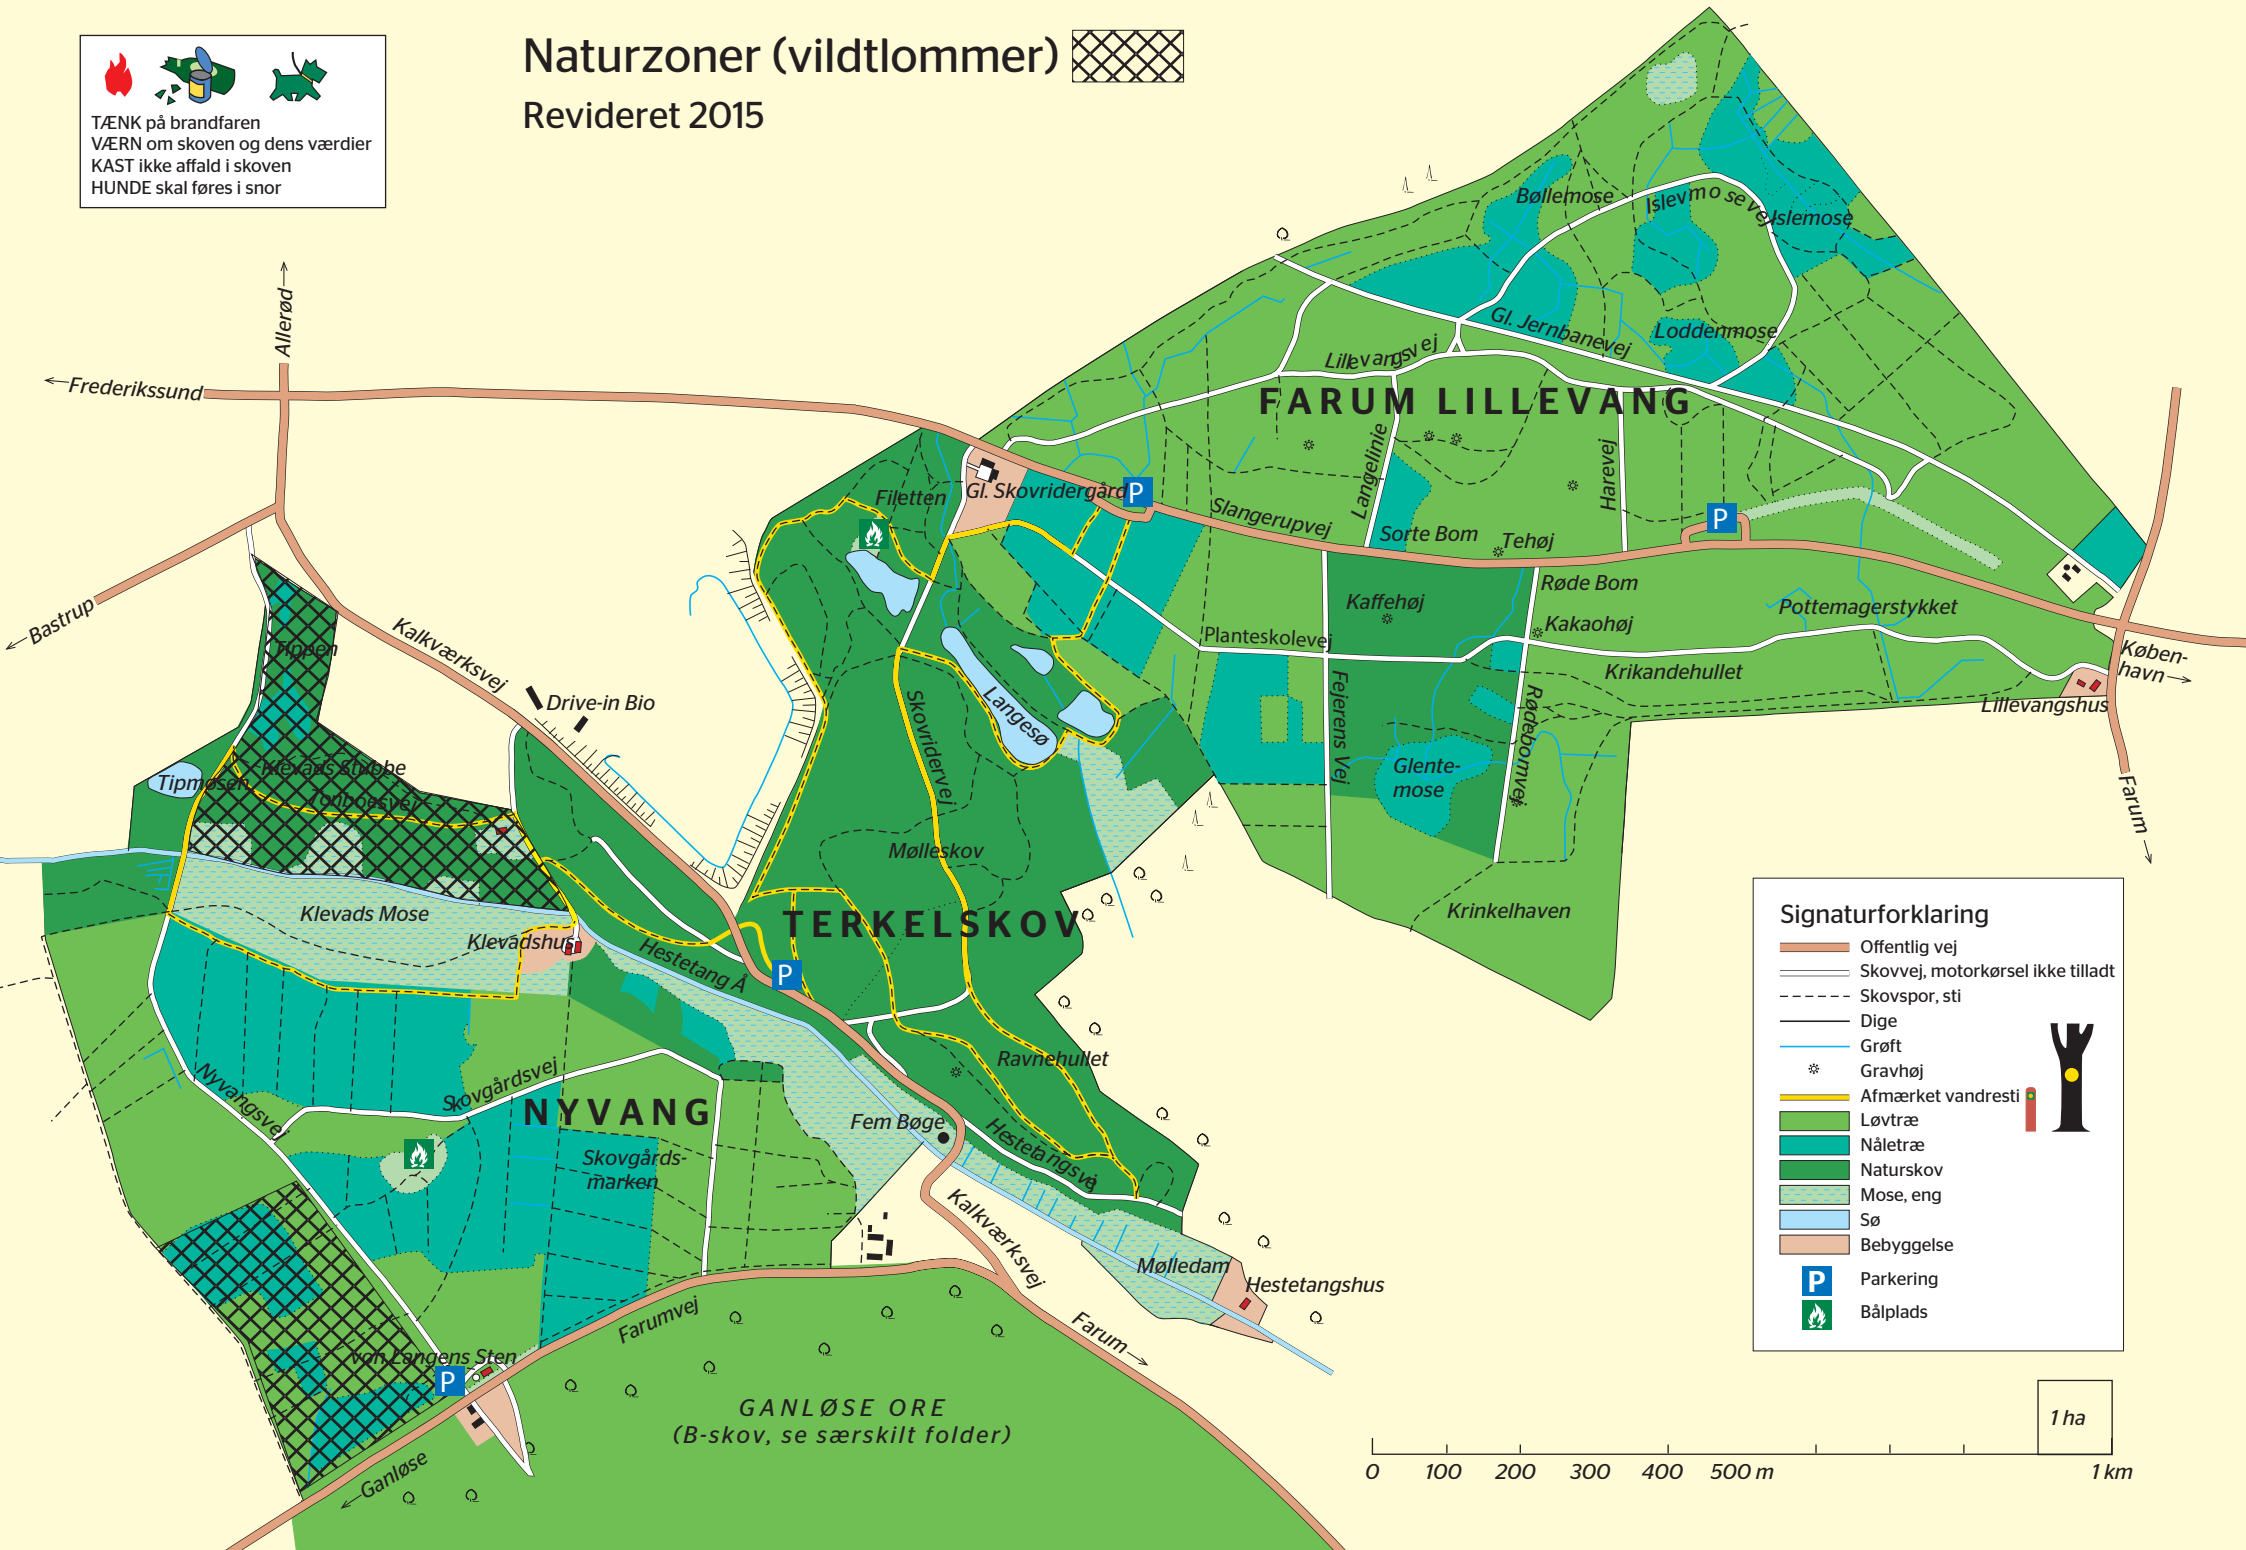 Naturzoner (vildtlommer)
Revideret 2015
TÆNK på brandfaren
VÆRN om skoven og dens værdier
KAST ikke affald i skoven
HUNDE skal føres i snor
Allerød
Frederikssund
Bastrup
Kalkværksvej
Drive-in Bio
Tippen
Klevads Stubbe
Tipmosen
Tonboesvej
Klevads Mose
Klevadshus
Hestetang Å
Nyvangsvej
Skovgårdsvej
NYVANG
Skovgårds-
marken
von Langens Sten
P
Ganløse
Farumvej
GANLØSE ORE
(B-skov, se særskilt folder)
Filetten
Gl. Skovridergård
P
Skovridervej
Langesø
Mølleskov
TERKELSKOV
P
Ravnehullet
Fem Bøge
Hestetangsvej
Kalkværksvej
Mølledam
Hestetangshus
Farum
Bøllemose
Islevmosevej
Islemose
Gl. Jernbanevej
Loddenmose
Lillevangsvej
FARUM LILLEVANG
Langelinie
Harevej
Slangerupvej
Sorte Bom
Tehøj
P
Røde Bom
Kaffehøj
Kakaohøj
Pottemagerstykket
Planteskolevej
Krikandehullet
Fejerens Vej
Rødebomvej
Glente-
mose
Krinkelhaven
Køben-
havn
Lillevangshus
Farum
Signaturforklaring
Offentlig vej
Skovvej, motorkørsel ikke tilladt
Skovspor, sti
Dige
Grøft
Gravhøj
Afmærket vandresti
Løvtræ
Nåletræ
Naturskov
Mose, eng
Sø
Bebyggelse
P Parkering
Bålplads
1 ha
0 100 200 300 400 500 m 1 km